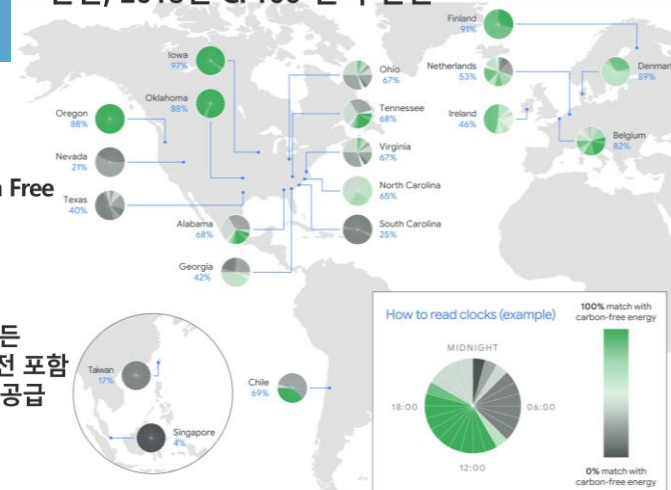 Finland
91%
Iowa
97%
Ohio
67%
Netherlands
53%
Denmark
89%
Oklahoma
88%
Tennessee
68%
Oregon
88%
Ireland
46%
Belgium
82%
Virginia
67%
Nevada
21%
Free
North Carolina
65%
Texas
40%
Alabama
68%
South Carolina
25%
Georgia
42%
How to read clocks (example)
100% match with
carbon-free energy
MIDNIGHT
18:00
06:00
12:00
0% match with
carbon-free energy
전 포함
공급
Taiwan
17%
Chile
69%
Singapore
4%